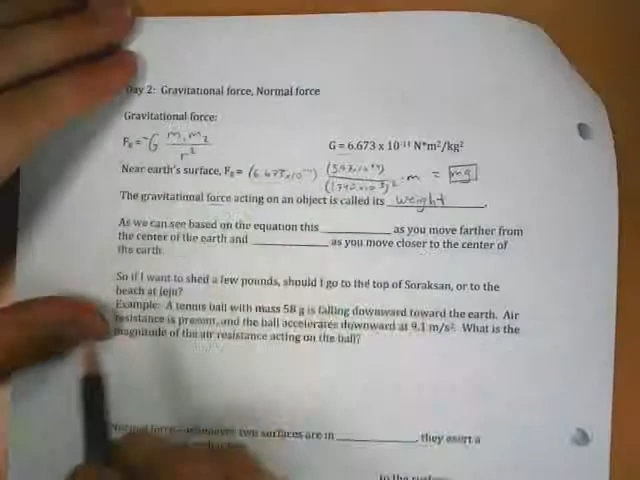 Day 2: Gravitational force, Normal force
Gravitational force:
Fg = -G m1m2/r² G = 6.673 x 10⁻¹¹ N*m²/kg²
Near earth's surface, Fg = (6.673x10⁻¹¹) · m = mg
The gravitational force acting on an object is called its weight.
As we can see based on the equation this __________ as you move farther from
the center of the earth and __________ as you move closer to the center of
the earth.
So if I want to shed a few pounds, should I go to the top of Soraksan, or to the
beach at Jeju?
Example: A tennis ball with mass 58 g is falling downward toward the earth. Air
resistance is present, and the ball accelerates downward at 9.1 m/s². What is the
magnitude of the air resistance acting on the ball?
Normal force – whenever two surfaces are in __________, they exert a